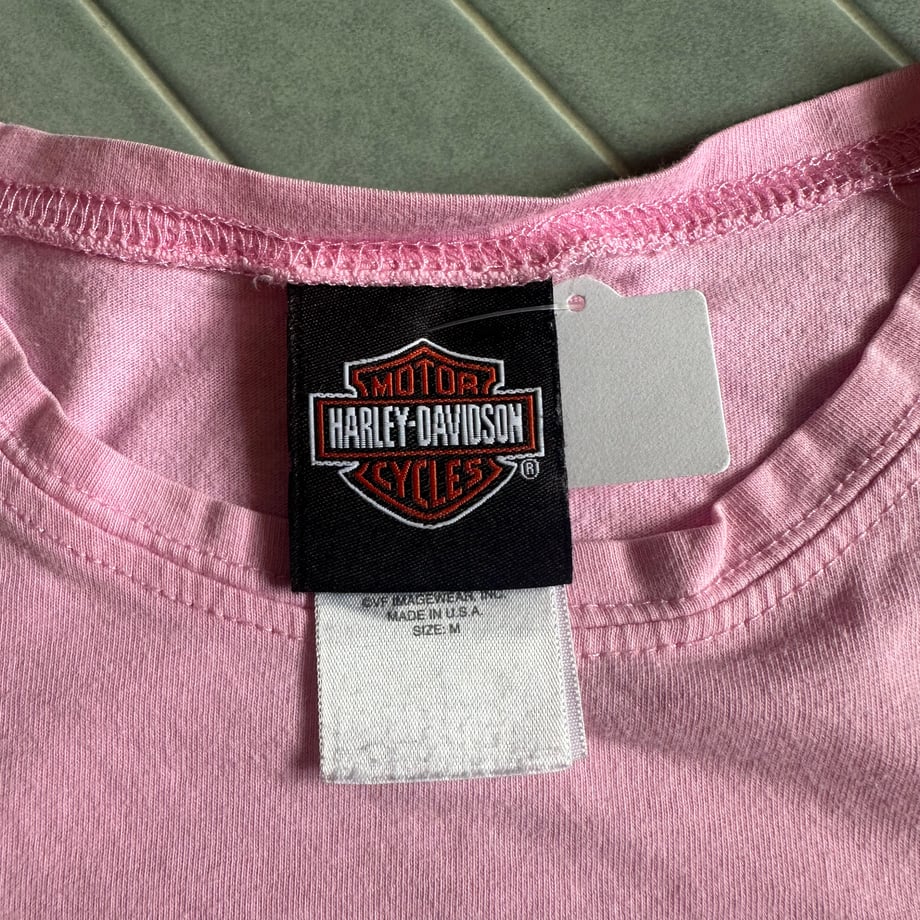 MOTOR
HARLEY-DAVIDSON
CYCLES
®
©VF IMAGEWEAR, INC
MADE IN U.S.A.
SIZE: M